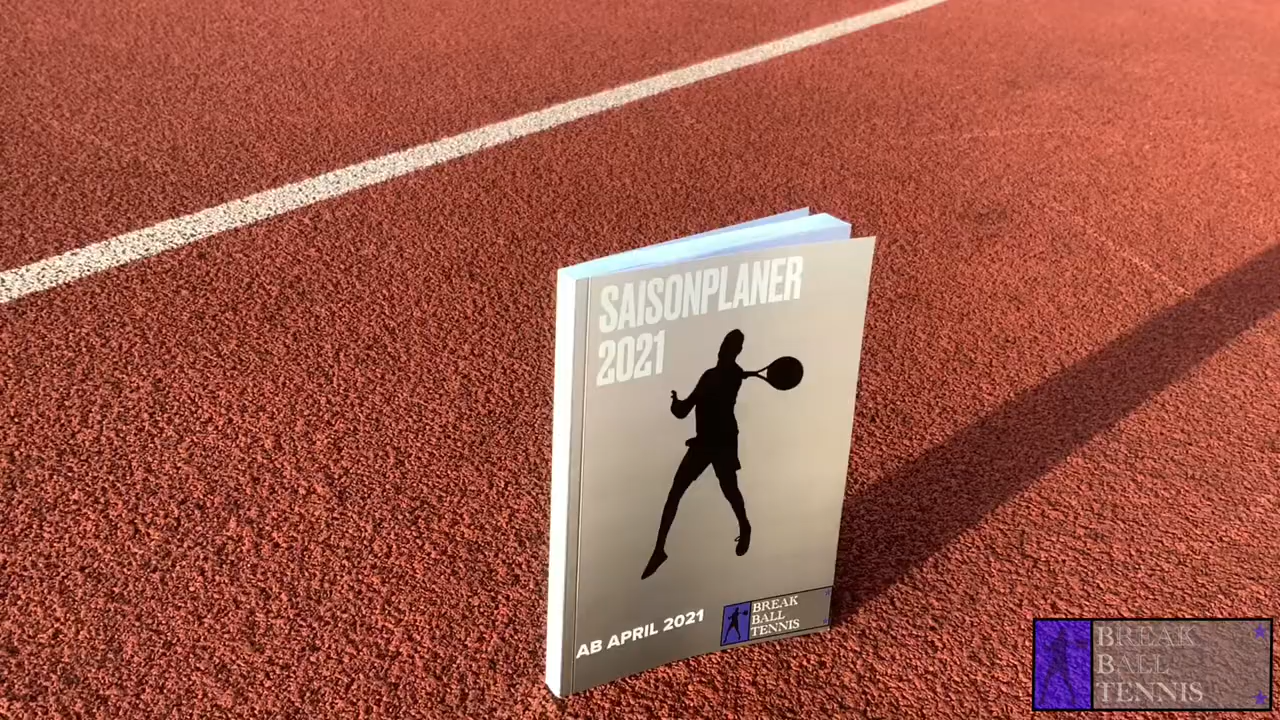 SAISONPLANER
2021
AB APRIL 2021
BREAK
BALL
TENNIS
BREAK
BALL
TENNIS